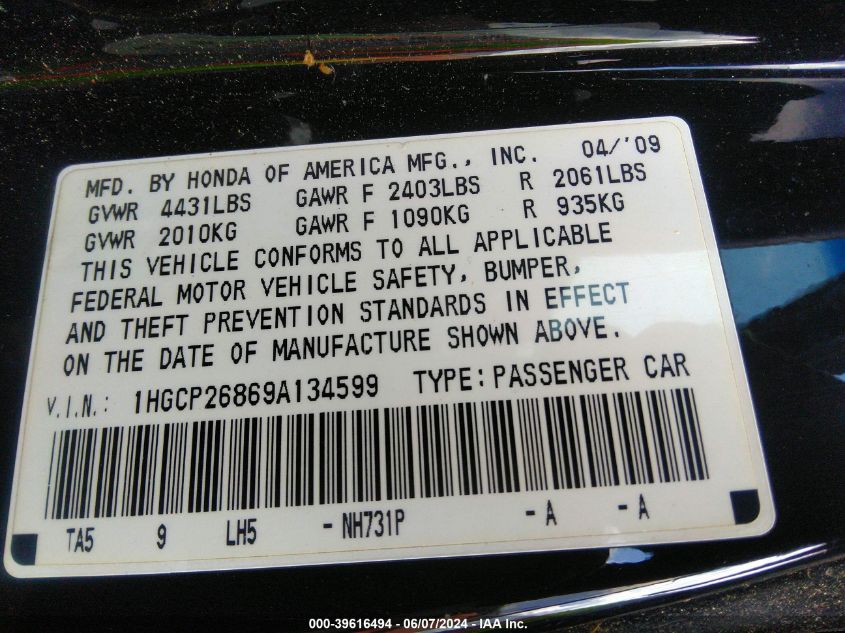 MFD. BY HONDA OF AMERICA MFG., INC. 04/'09
GVWR 4431LBS GAWR F 2403LBS R 2061LBS
GVWR 2010KG GAWR F 1090KG R 935KG
THIS VEHICLE CONFORMS TO ALL APPLICABLE
FEDERAL MOTOR VEHICLE SAFETY, BUMPER,
AND THEFT PREVENTION STANDARDS IN EFFECT
ON THE DATE OF MANUFACTURE SHOWN ABOVE.
V.I.N.: 1HGCP26869A134599 TYPE: PASSENGER CAR
TA5 9 LH5 - NH731P - A - A
000-39616494 - 06/07/2024 - IAA Inc.